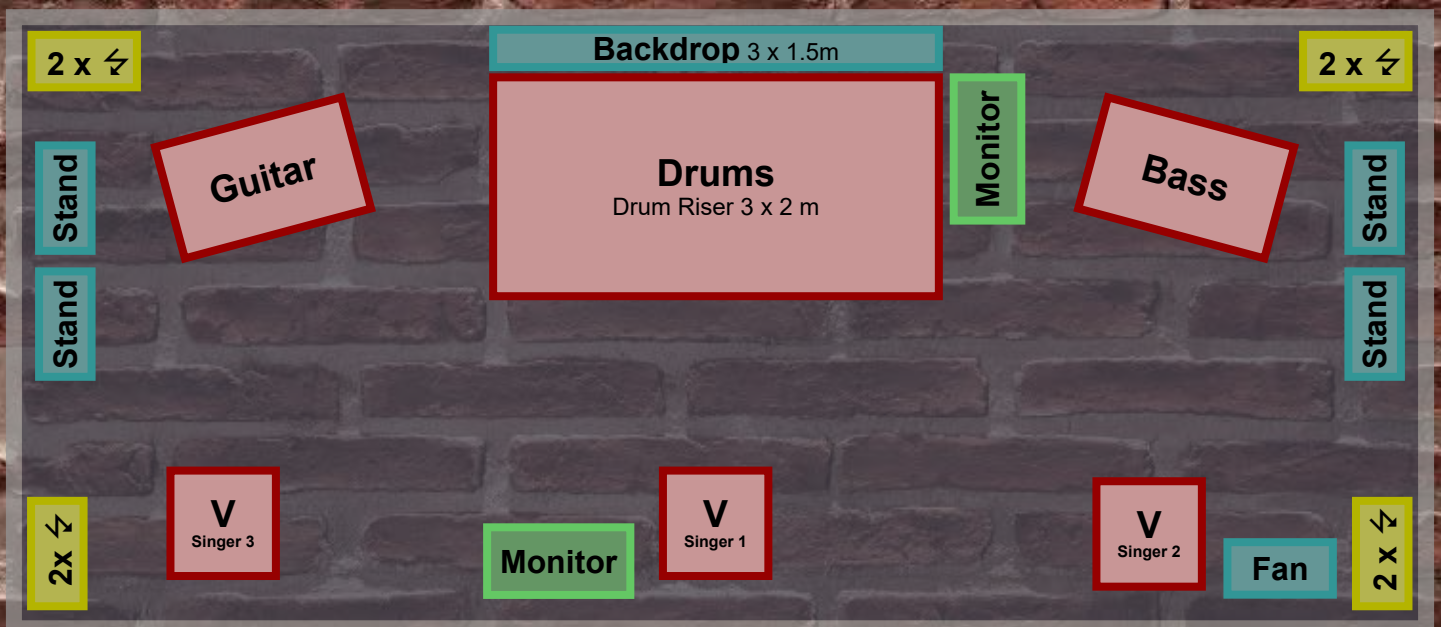 2 x
Backdrop 3 x 1.5m
2 x
Guitar
Drums
Drum Riser 3 x 2 m
Monitor
Bass
Stand
Stand
Stand
Stand
2x
V
Singer 3
Monitor
V
Singer 1
V
Singer 2
Fan
2 x